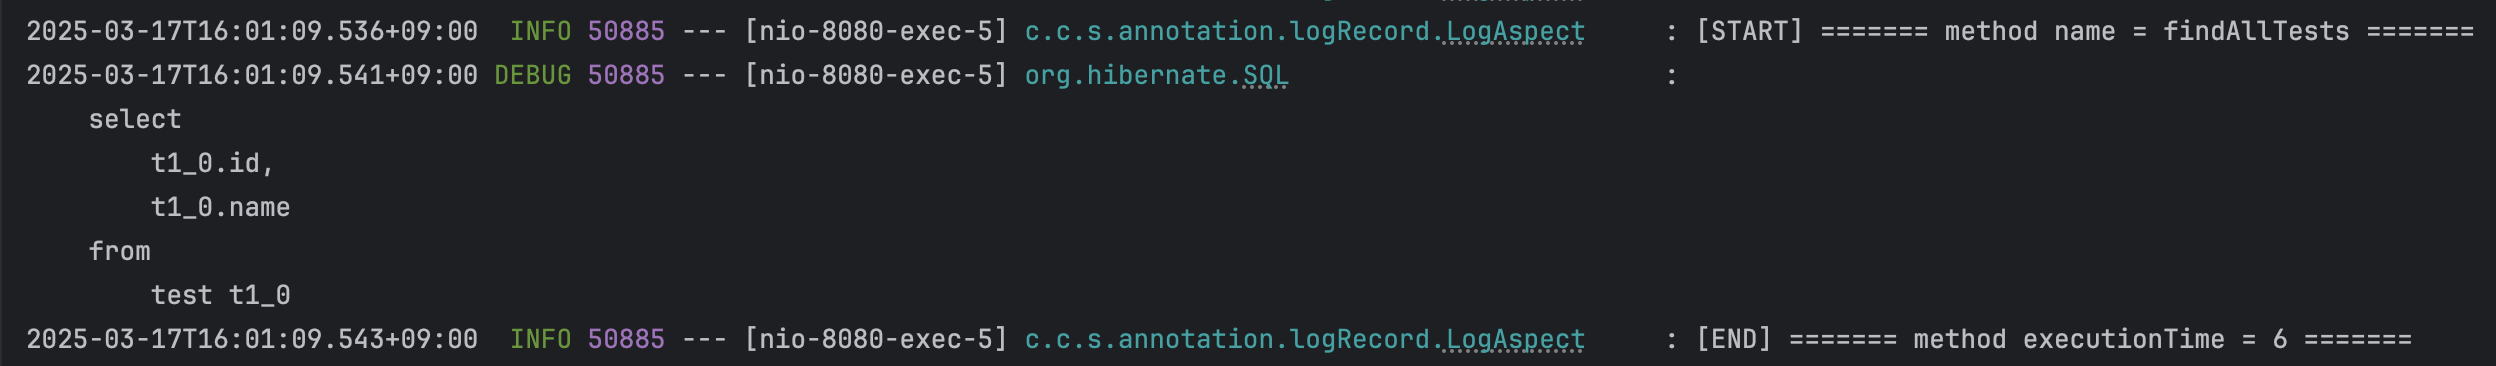 2025-03-17T16:01:09.536+09:00  INFO 50885 --- [nio-8080-exec-5] c.c.s.annotation.logRecord.LogAspect     : [START] ======= method name = findAllTests =======
2025-03-17T16:01:09.541+09:00 DEBUG 50885 --- [nio-8080-exec-5] org.hibernate.SQL                        :
    select
        t1_0.id,
        t1_0.name
    from
        test t1_0
2025-03-17T16:01:09.543+09:00  INFO 50885 --- [nio-8080-exec-5] c.c.s.annotation.logRecord.LogAspect     : [END] ======= method executionTime = 6 =======